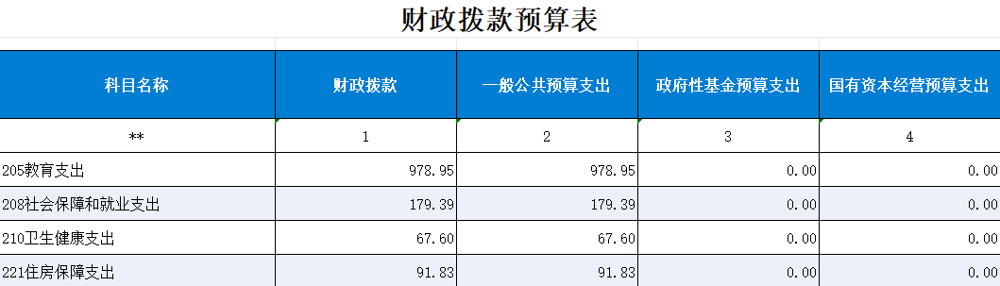 财政拨款预算表
科目名称 财政拨款 一般公共预算支出 政府性基金预算支出 国有资本经营预算支出
** 1 2 3 4
205教育支出 978.95 978.95 0.00 0.00
208社会保障和就业支出 179.39 179.39 0.00 0.00
210卫生健康支出 67.60 67.60 0.00 0.00
221住房保障支出 91.83 91.83 0.00 0.00